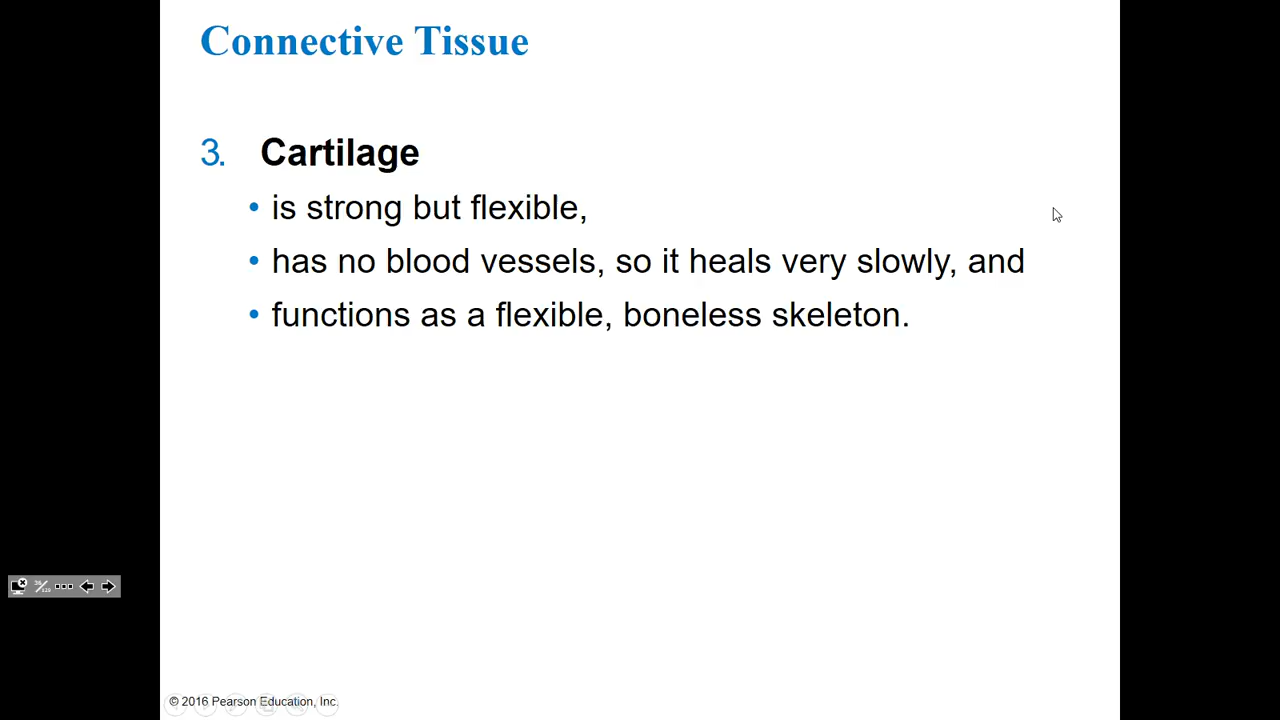 Connective Tissue
3. Cartilage
• is strong but flexible,
• has no blood vessels, so it heals very slowly, and
• functions as a flexible, boneless skeleton.
© 2016 Pearson Education, Inc.